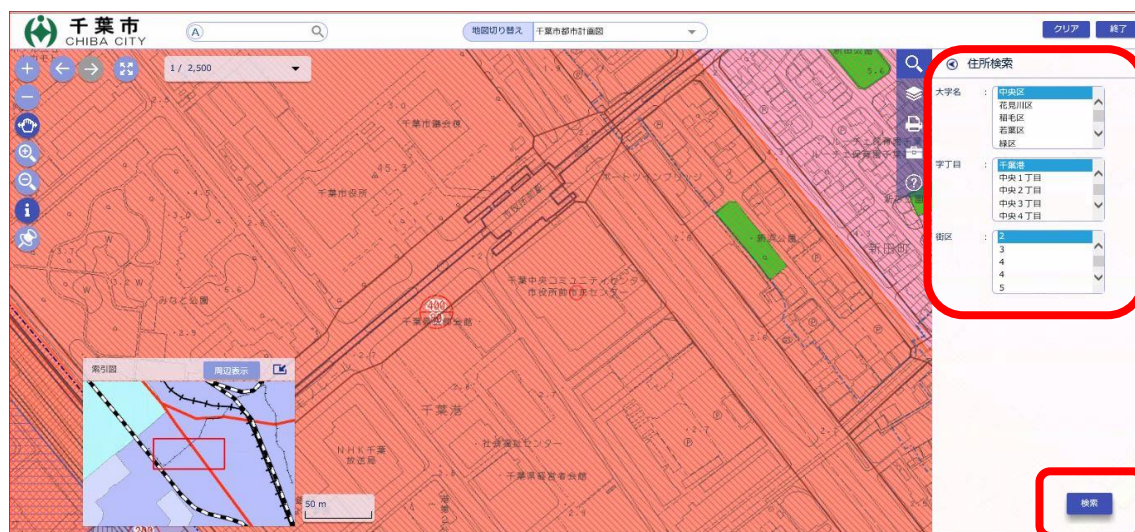 千葉市
CHIBA CITY
A
地図切り替え
千葉市都市計画図
クリア
終了
1 / 2,500
住所検索
大字名 :
中央区
花見川区
稲毛区
若葉区
緑区
字丁目 :
千葉港
中央1丁目
中央2丁目
中央3丁目
中央4丁目
街区 :
2
3
4
4
5
検索
千葉市議会棟
45.3
千葉市役所
市役所前駅
ポートツインブリッジ
新浜公園
新田町
千葉中央コミュニティセンター
市役所前市民センター
みなと公園
400
80
索引図
周辺表示
千葉港
NHK千葉
放送局
社会福祉センター
千葉県経営者会館
50 m